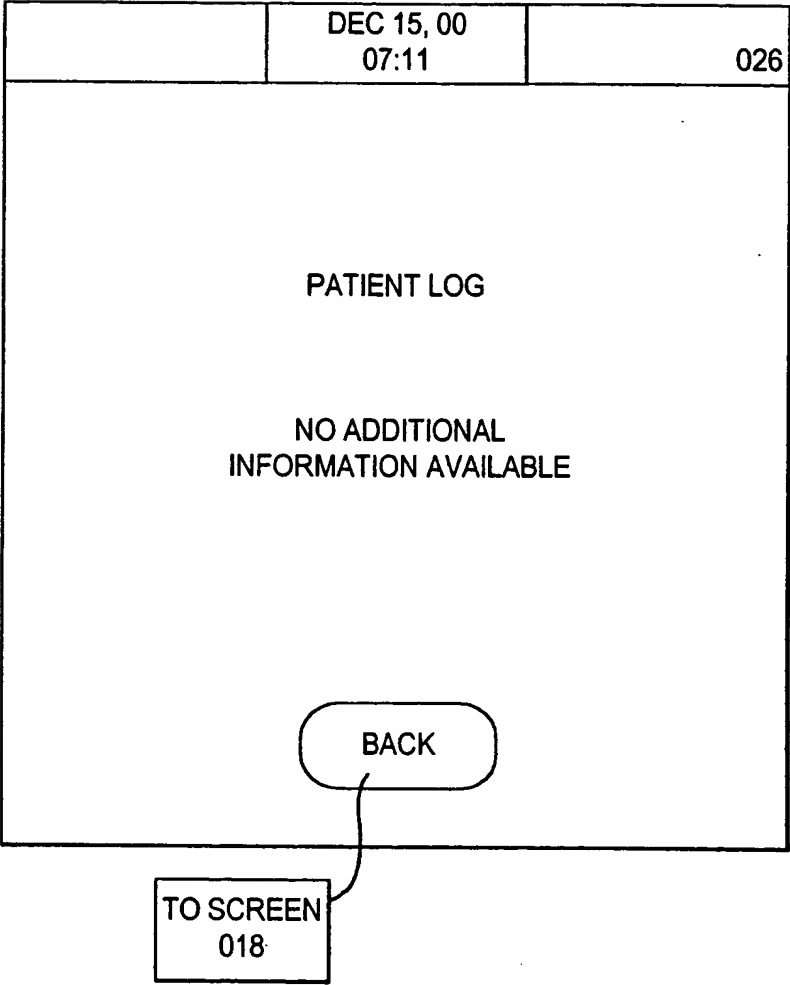 DEC 15, 00
07:11
026
PATIENT LOG
NO ADDITIONAL
INFORMATION AVAILABLE
BACK
TO SCREEN
018